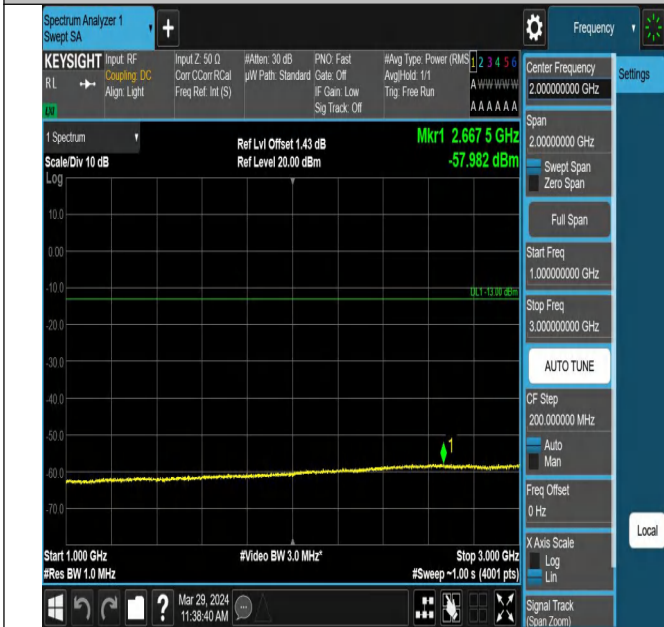 Spectrum Analyzer 1
Swept SA
+
Frequency
KEYSIGHT
RL
LXI
Input: RF
Coupling: DC
Align: Light
Input Z: 50 Ω
Corr CCorr RCal
Freq Ref: Int (S)
#Atten: 30 dB
µW Path: Standard
PNO: Fast
Gate: Off
IF Gain: Low
Sig Track: Off
#Avg Type: Power (RMS
Avg|Hold: 1/1
Trig: Free Run
1 2 3 4 5 6
A W W W W W
A A A A A A
1 Spectrum
Scale/Div 10 dB
Log
Ref Lvl Offset 1.43 dB
Ref Level 20.00 dBm
Mkr1 2.667 5 GHz
-57.982 dBm
10.0
0.00
-10.0
DL1 -13.00 dBm
-20.0
-30.0
-40.0
-50.0
1
-60.0
-70.0
Start 1.000 GHz
#Res BW 1.0 MHz
#Video BW 3.0 MHz*
Stop 3.000 GHz
#Sweep ~1.00 s (4001 pts)
?
Mar 29, 2024
11:38:40 AM
Center Frequency
2.000000000 GHz
Settings
Span
2.00000000 GHz
Swept Span
Zero Span
Full Span
Start Freq
1.000000000 GHz
Stop Freq
3.000000000 GHz
AUTO TUNE
CF Step
200.000000 MHz
Auto
Man
Freq Offset
0 Hz
Local
X Axis Scale
Log
Lin
Signal Track
(Span Zoom)